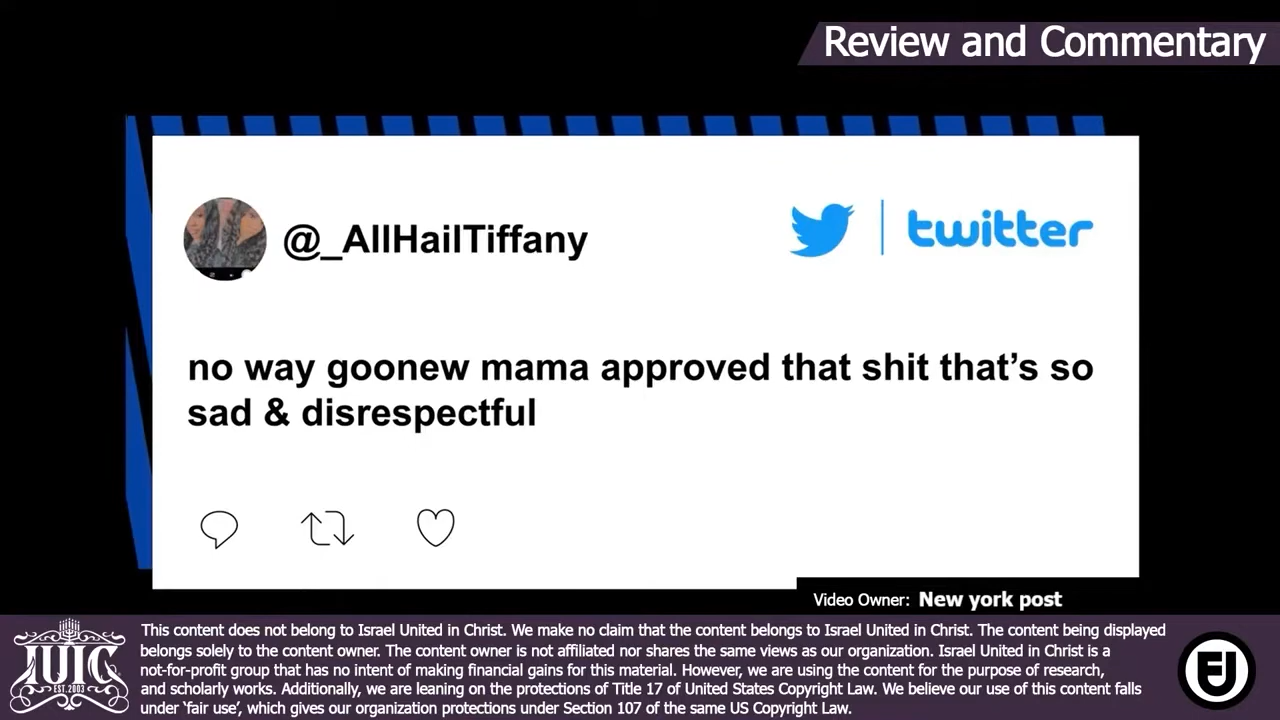 Review and Commentary
@_AllHailTiffany
twitter
no way goonew mama approved that shit that's so
sad & disrespectful
Video Owner: New york post
This content does not belong to Israel United in Christ. We make no claim that the content belongs to Israel United in Christ. The content being displayed
belongs solely to the content owner. The content owner is not affiliated nor shares the same views as our organization. Israel United in Christ is a
not-for-profit group that has no intent of making financial gains for this material. However, we are using the content for the purpose of research,
and scholarly works. Additionally, we are leaning on the protections of Title 17 of United States Copyright Law. We believe our use of this content falls
under 'fair use', which gives our organization protections under Section 107 of the same US Copyright Law.
IUIC
EST.2003